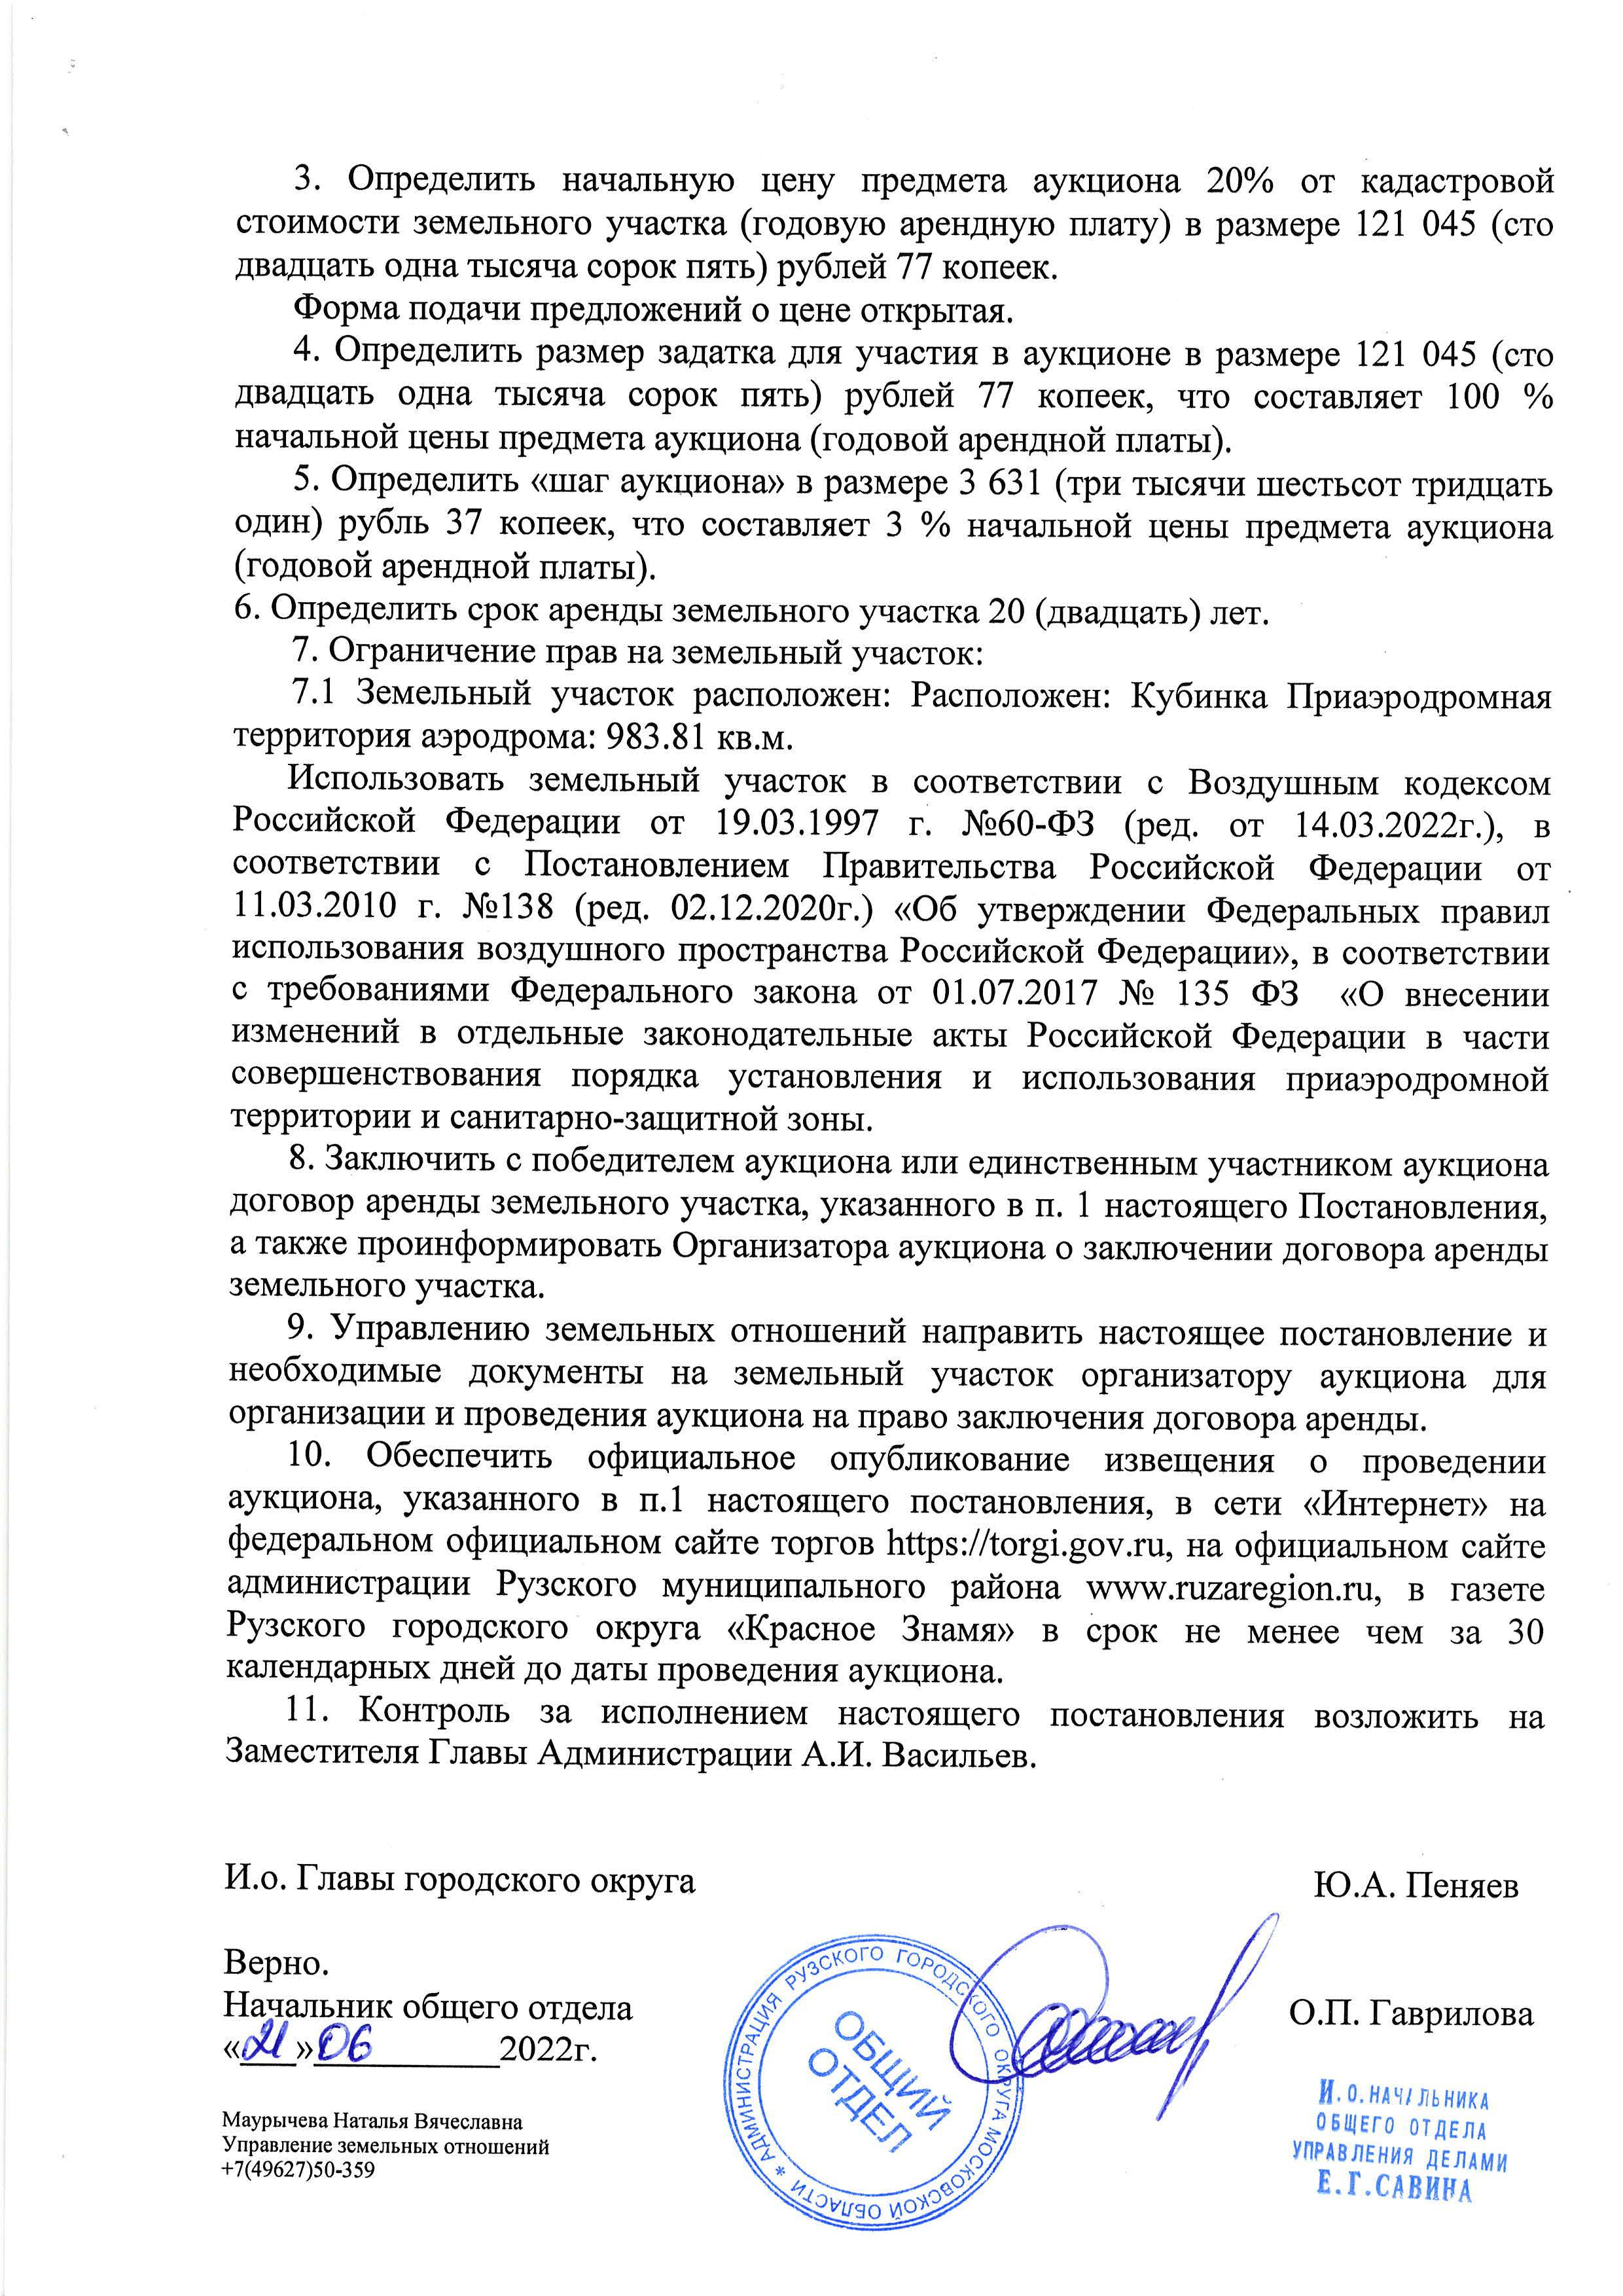 3. Определить начальную цену предмета аукциона 20% от кадастровой
стоимости земельного участка (годовую арендную плату) в размере 121 045 (сто
двадцать одна тысяча сорок пять) рублей 77 копеек.
Форма подачи предложений о цене открытая.
4. Определить размер задатка для участия в аукционе в размере 121 045 (сто
двадцать одна тысяча сорок пять) рублей 77 копеек, что составляет 100 %
начальной цены предмета аукциона (годовой арендной платы).
5. Определить «шаг аукциона» в размере 3 631 (три тысячи шестьсот тридцать
один) рубль 37 копеек, что составляет 3 % начальной цены предмета аукциона
(годовой арендной платы).
6. Определить срок аренды земельного участка 20 (двадцать) лет.
7. Ограничение прав на земельный участок:
7.1 Земельный участок расположен: Расположен: Кубинка Приаэродромная
территория аэродрома: 983.81 кв.м.
Использовать земельный участок в соответствии с Воздушным кодексом
Российской Федерации от 19.03.1997 г. №60-ФЗ (ред. от 14.03.2022г.), в
соответствии с Постановлением Правительства Российской Федерации от
11.03.2010 г. №138 (ред. 02.12.2020г.) «Об утверждении Федеральных правил
использования воздушного пространства Российской Федерации», в соответствии
с требованиями Федерального закона от 01.07.2017 № 135 ФЗ «О внесении
изменений в отдельные законодательные акты Российской Федерации в части
совершенствования порядка установления и использования приаэродромной
территории и санитарно-защитной зоны.
8. Заключить с победителем аукциона или единственным участником аукциона
договор аренды земельного участка, указанного в п. 1 настоящего Постановления,
а также проинформировать Организатора аукциона о заключении договора аренды
земельного участка.
9. Управлению земельных отношений направить настоящее постановление и
необходимые документы на земельный участок организатору аукциона для
организации и проведения аукциона на право заключения договора аренды.
10. Обеспечить официальное опубликование извещения о проведении
аукциона, указанного в п.1 настоящего постановления, в сети «Интернет» на
федеральном официальном сайте торгов https://torgi.gov.ru, на официальном сайте
администрации Рузского муниципального района www.ruzaregion.ru, в газете
Рузского городского округа «Красное Знамя» в срок не менее чем за 30
календарных дней до даты проведения аукциона.
11. Контроль за исполнением настоящего постановления возложить на
Заместителя Главы Администрации А.И. Васильев.
И.о. Главы городского округа Ю.А. Пеняев
Верно.
Начальник общего отдела О.П. Гаврилова
«21» 06 2022г.
АДМИНИСТРАЦИЯ РУЗСКОГО ГОРОДСКОГО ОКРУГА МОСКОВСКОЙ ОБЛАСТИ *
ОБЩИЙ
ОТДЕЛ
И.О.НАЧАЛЬНИКА
ОБЩЕГО ОТДЕЛА
УПРАВЛЕНИЯ ДЕЛАМИ
Е.Г.САВИНА
Маурычева Наталья Вячеславна
Управление земельных отношений
+7(49627)50-359